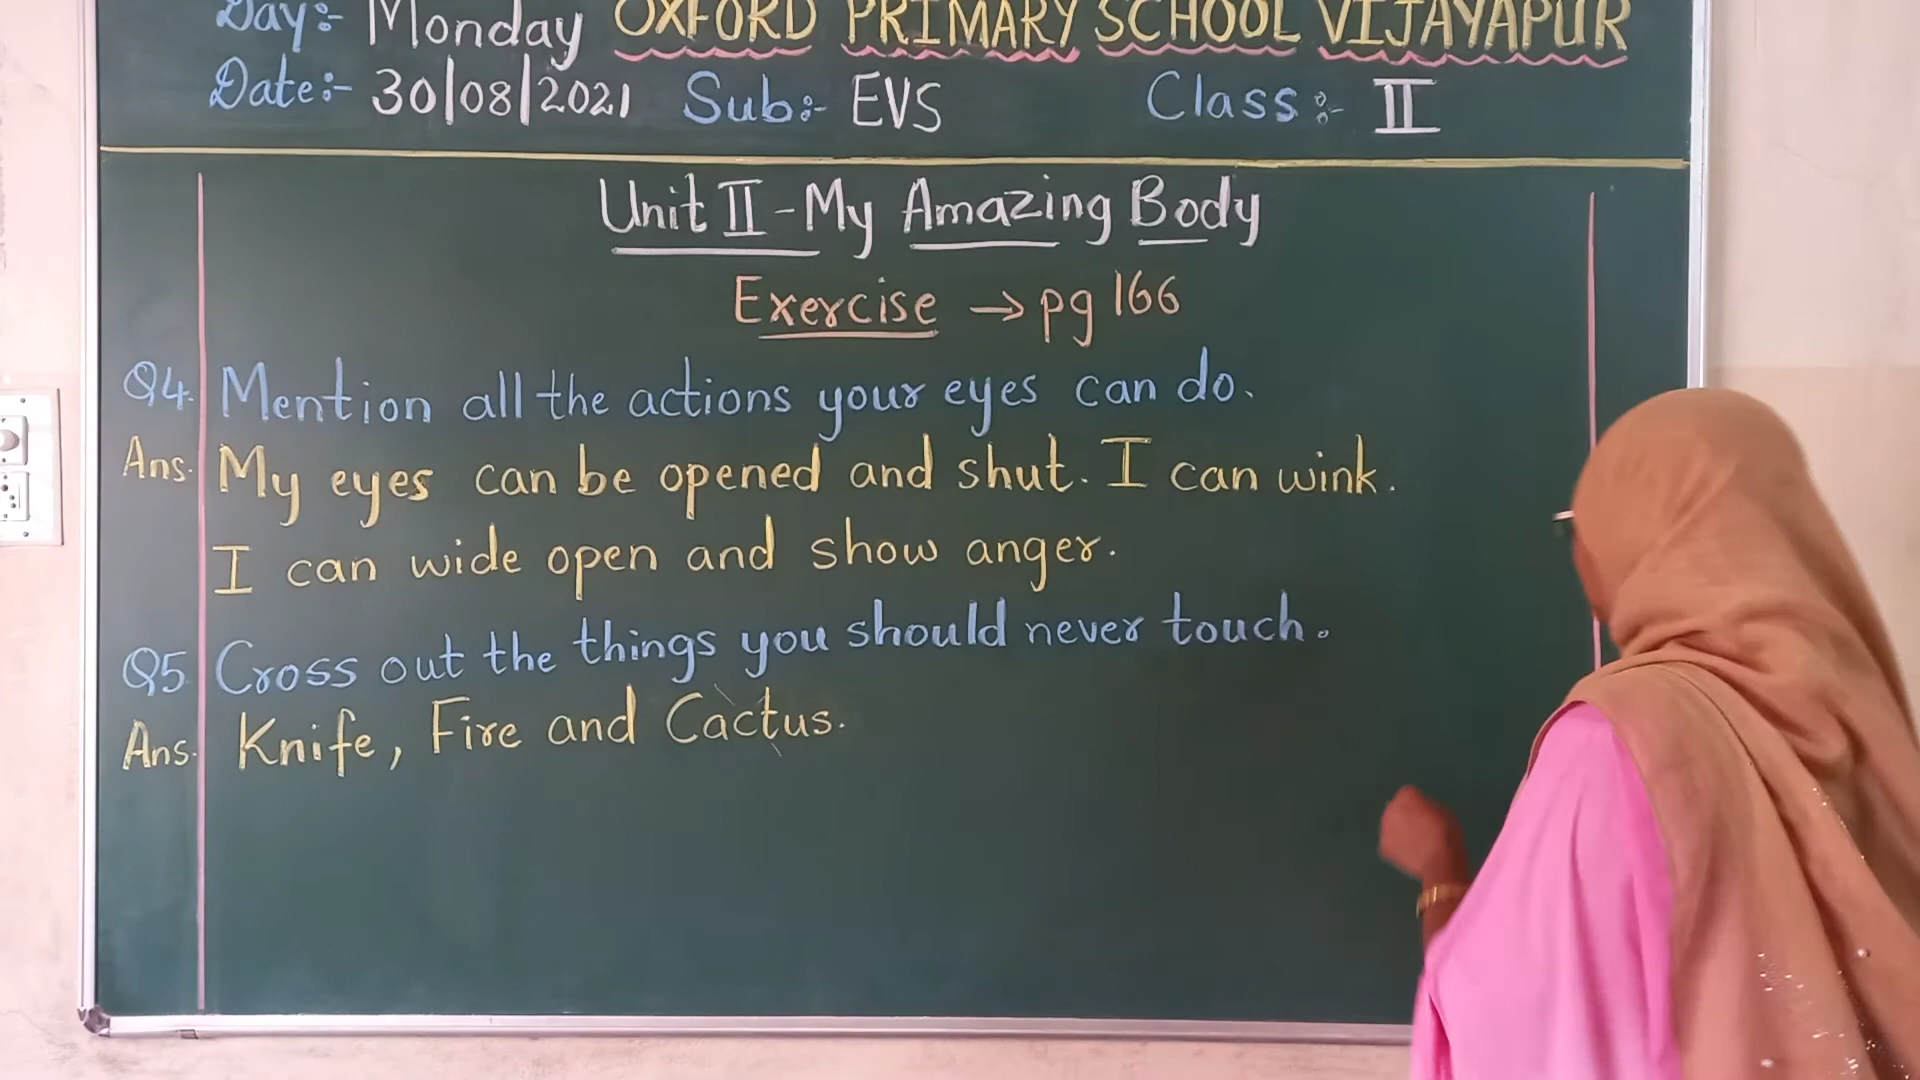 Day:- Monday OXFORD PRIMARY SCHOOL VIJAYAPUR
Date:- 30/08/2021 Sub:- EVS Class:- II
Unit II - My Amazing Body
Exercise → pg 166
Q4. Mention all the actions your eyes can do.
Ans. My eyes can be opened and shut. I can wink.
I can wide open and show anger.
Q5. Cross out the things you should never touch.
Ans. Knife, Fire and Cactus.